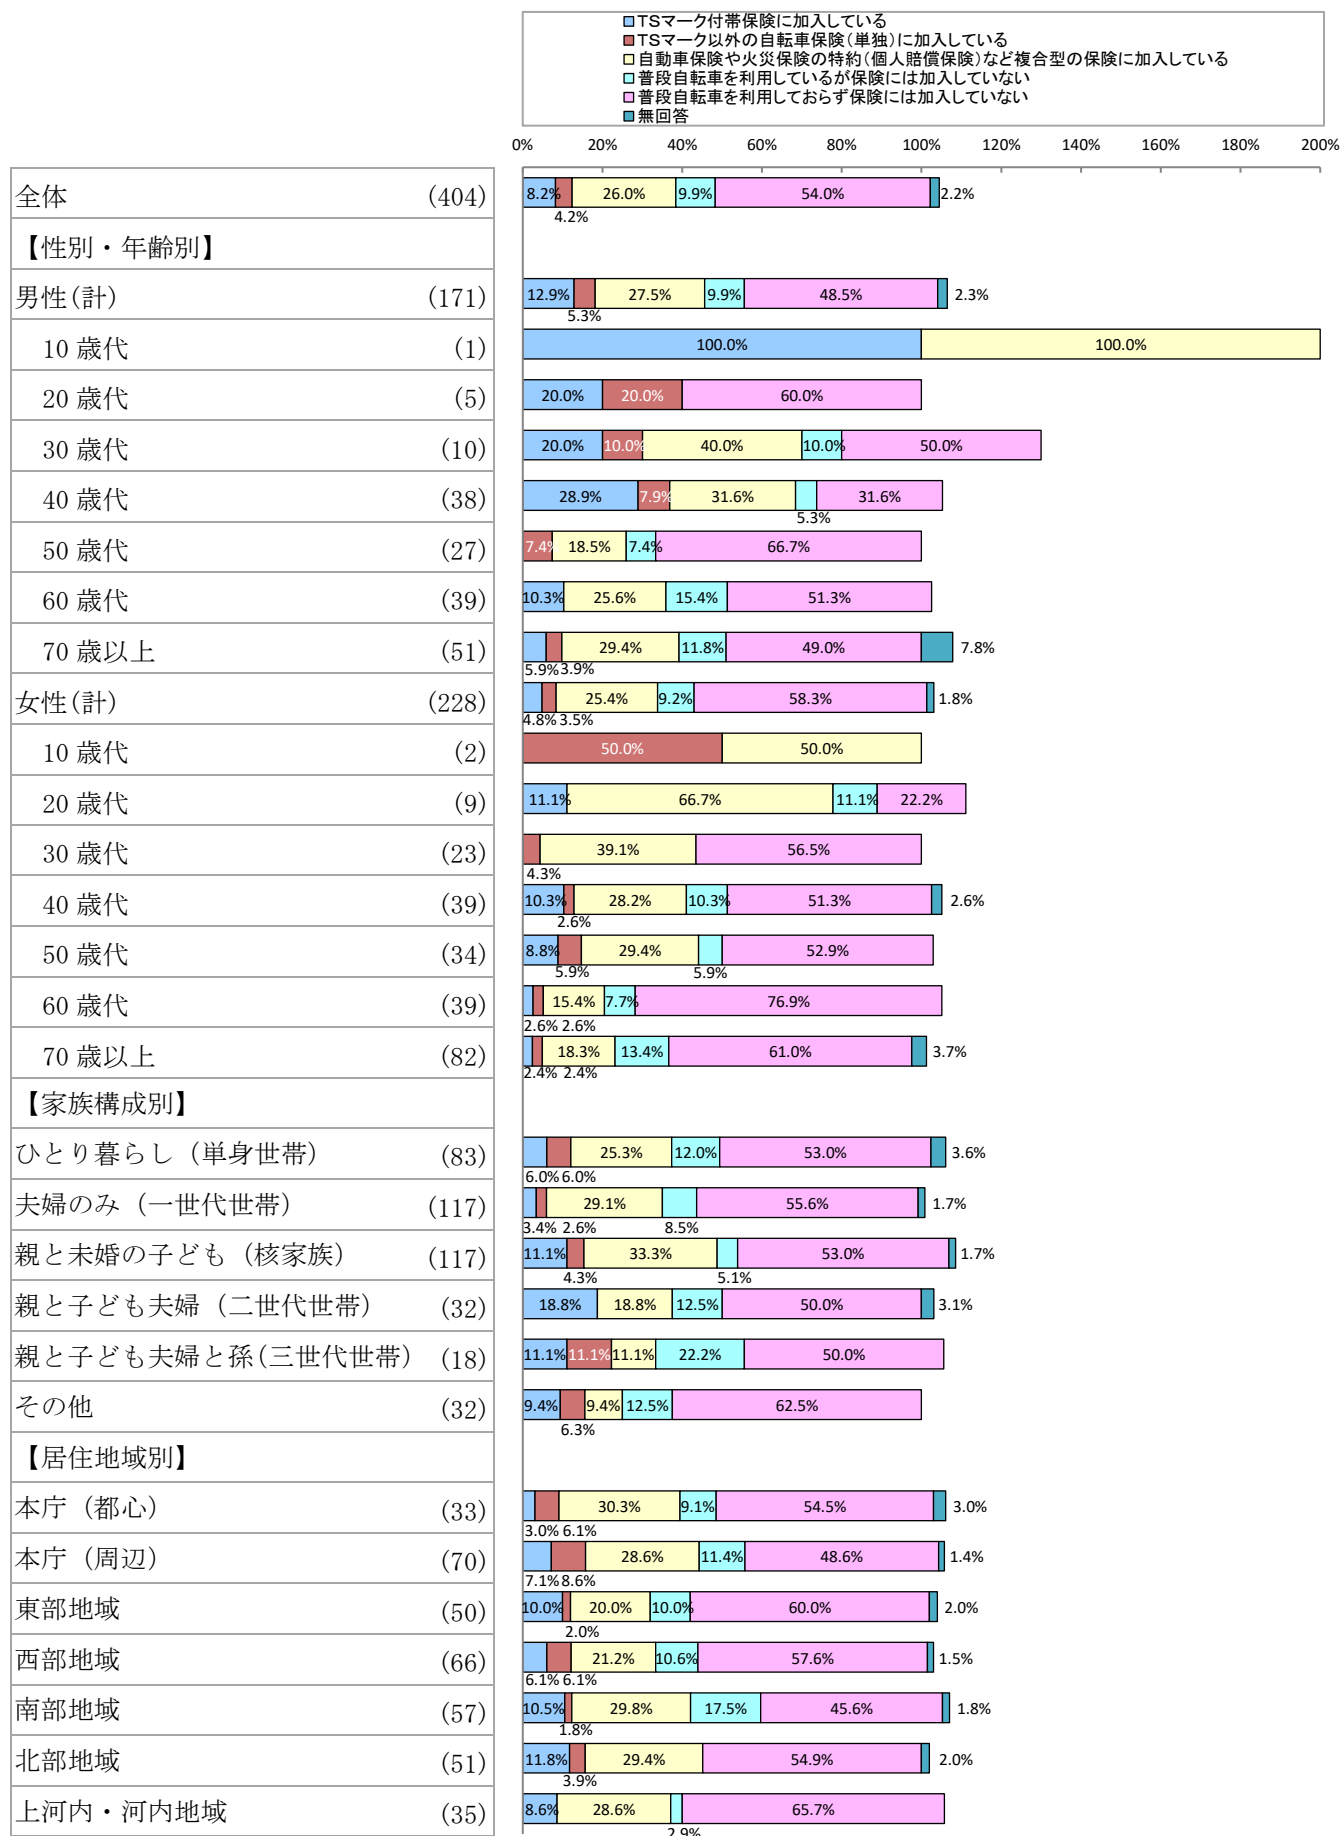 TSマーク付帯保険に加入している
TSマーク以外の自転車保険(単独)に加入している
自動車保険や火災保険の特約(個人賠償保険)など複合型の保険に加入している
普段自転車を利用しているが保険には加入していない
普段自転車を利用しておらず保険には加入していない
無回答
0% 20% 40% 60% 80% 100% 120% 140% 160% 180% 200%
全体 (404) 8.2% 26.0% 9.9% 54.0% 2.2%
4.2%
【性別・年齢別】
男性(計) (171) 12.9% 27.5% 9.9% 48.5% 2.3%
5.3%
10 歳代 (1) 100.0% 100.0%
20 歳代 (5) 20.0% 20.0% 60.0%
30 歳代 (10) 20.0% 10.0% 40.0% 10.0% 50.0%
40 歳代 (38) 28.9% 7.9% 31.6% 31.6%
5.3%
50 歳代 (27) 7.4% 18.5% 7.4% 66.7%
60 歳代 (39) 10.3% 25.6% 15.4% 51.3%
70 歳以上 (51) 29.4% 11.8% 49.0% 7.8%
5.9% 3.9%
女性(計) (228) 25.4% 9.2% 58.3% 1.8%
4.8% 3.5%
10 歳代 (2) 50.0% 50.0%
20 歳代 (9) 11.1% 66.7% 11.1% 22.2%
30 歳代 (23) 39.1% 56.5%
4.3%
40 歳代 (39) 10.3% 28.2% 10.3% 51.3% 2.6%
2.6%
50 歳代 (34) 8.8% 29.4% 52.9%
5.9% 5.9%
60 歳代 (39) 15.4% 7.7% 76.9%
2.6% 2.6%
70 歳以上 (82) 18.3% 13.4% 61.0% 3.7%
2.4% 2.4%
【家族構成別】
ひとり暮らし（単身世帯） (83) 25.3% 12.0% 53.0% 3.6%
6.0% 6.0%
夫婦のみ（一世代世帯） (117) 29.1% 55.6% 1.7%
3.4% 2.6% 8.5%
親と未婚の子ども（核家族） (117) 11.1% 33.3% 53.0% 1.7%
4.3% 5.1%
親と子ども夫婦（二世代世帯） (32) 18.8% 18.8% 12.5% 50.0% 3.1%
親と子ども夫婦と孫(三世代世帯) (18) 11.1% 11.1% 11.1% 22.2% 50.0%
その他 (32) 9.4% 9.4% 12.5% 62.5%
6.3%
【居住地域別】
本庁（都心） (33) 30.3% 9.1% 54.5% 3.0%
3.0% 6.1%
本庁（周辺） (70) 28.6% 11.4% 48.6% 1.4%
7.1% 8.6%
東部地域 (50) 10.0% 20.0% 10.0% 60.0% 2.0%
2.0%
西部地域 (66) 21.2% 10.6% 57.6% 1.5%
6.1% 6.1%
南部地域 (57) 10.5% 29.8% 17.5% 45.6% 1.8%
1.8%
北部地域 (51) 11.8% 29.4% 54.9% 2.0%
3.9%
上河内・河内地域 (35) 8.6% 28.6% 65.7%
2.9%